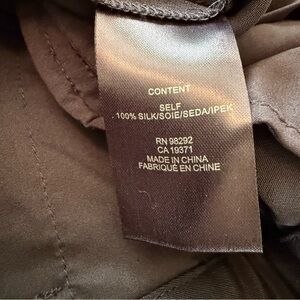 CONTENT
SELF
100% SILK/SOIE/SEDA/IPEK
RN 98292
CA 19371
MADE IN CHINA
FABRIQUÉ EN CHINE